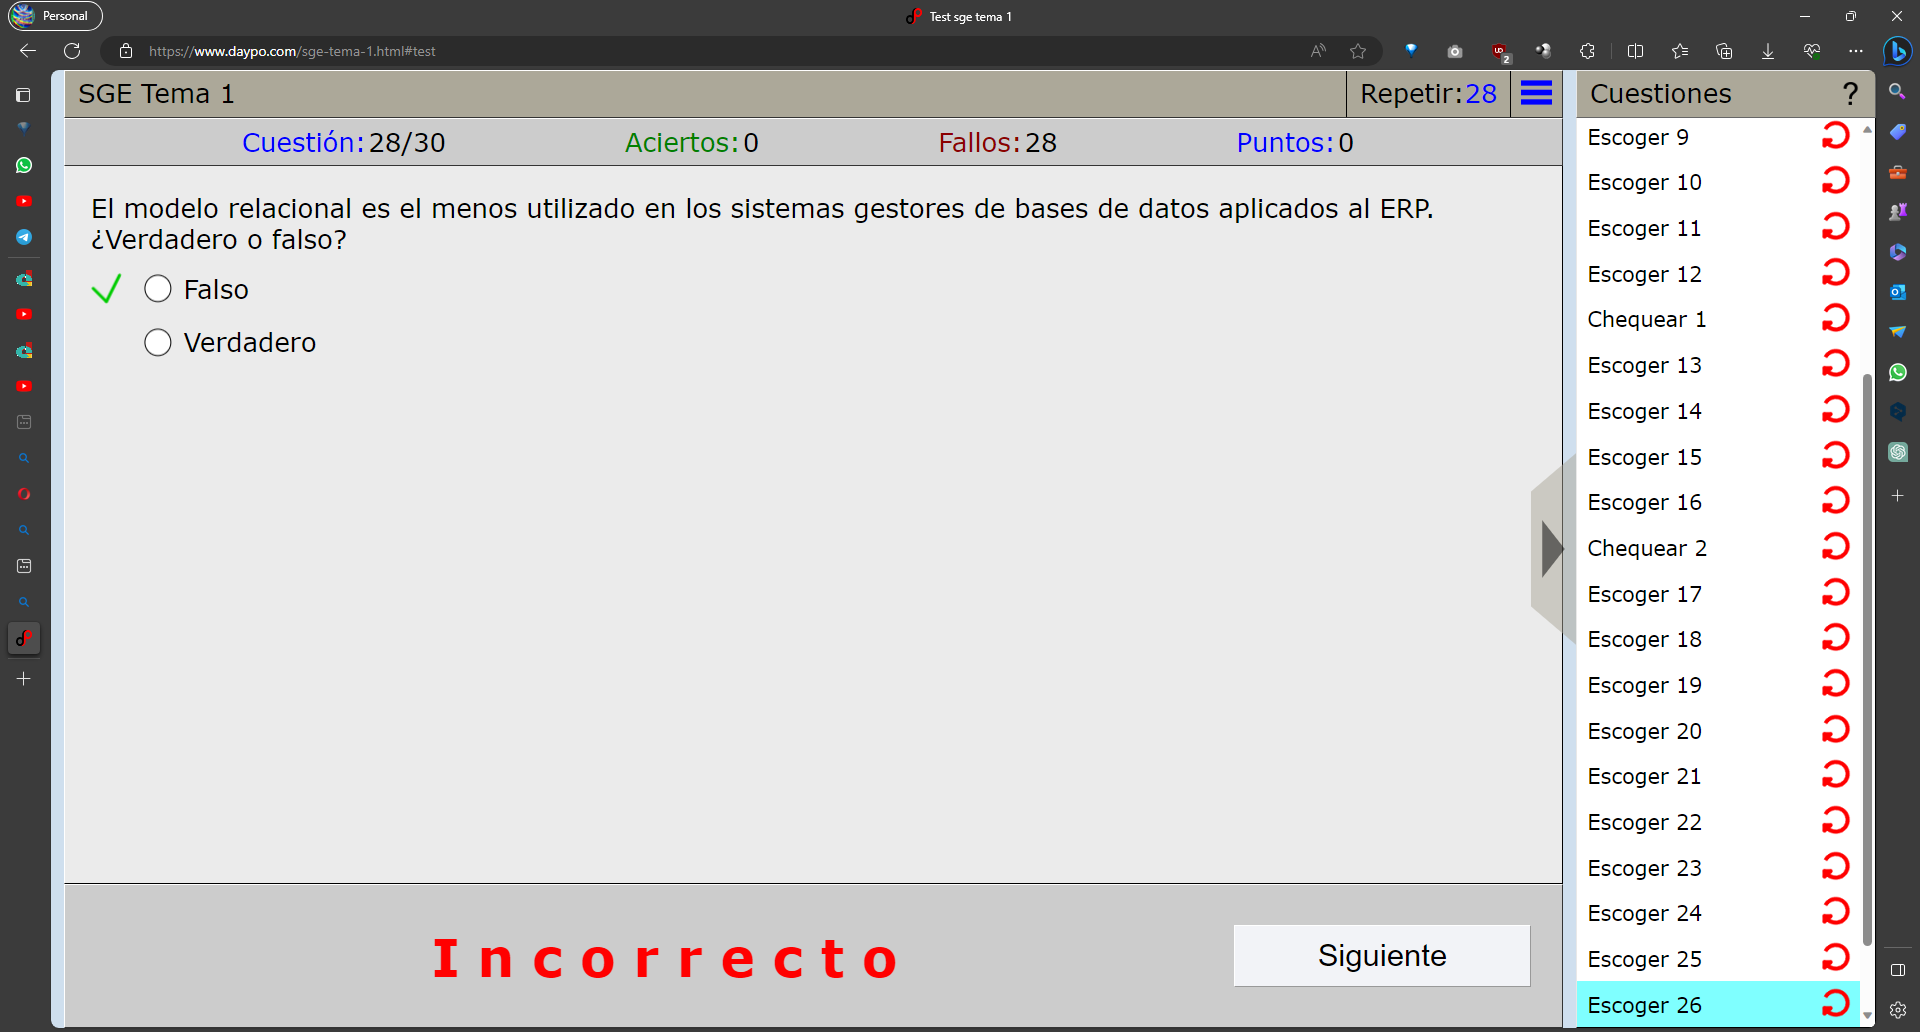 Personal
Test sge tema 1
https://www.daypo.com/sge-tema-1.html#test
SGE Tema 1
Repetir:28
Cuestiones
?
Cuestión:28/30
Aciertos:0
Fallos:28
Puntos:0
El modelo relacional es el menos utilizado en los sistemas gestores de bases de datos aplicados al ERP.
¿Verdadero o falso?
Falso
Verdadero
Incorrecto
Siguiente
Escoger 9
Escoger 10
Escoger 11
Escoger 12
Chequear 1
Escoger 13
Escoger 14
Escoger 15
Escoger 16
Chequear 2
Escoger 17
Escoger 18
Escoger 19
Escoger 20
Escoger 21
Escoger 22
Escoger 23
Escoger 24
Escoger 25
Escoger 26